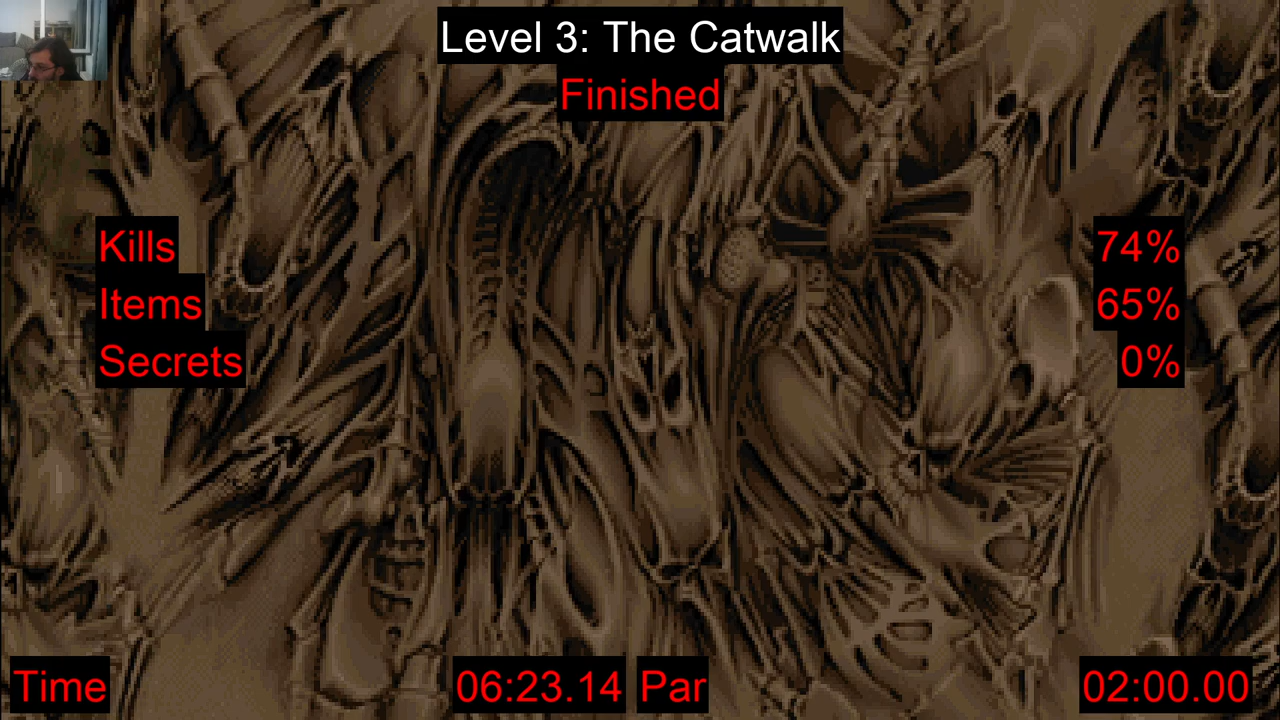 Level 3: The Catwalk
Finished
Kills 74%
Items 65%
Secrets 0%
Time 06:23.14 Par 02:00.00